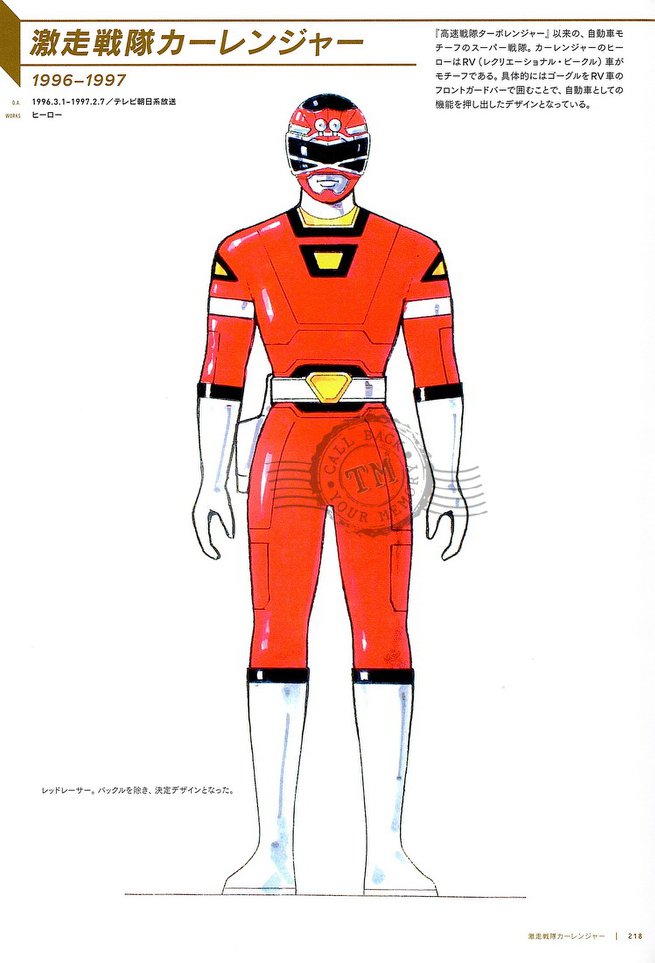 激走戦隊カーレンジャー
1996–1997
O.A. 1996.3.1–1997.2.7／テレビ朝日系放送
WORKS ヒーロー
『高速戦隊ターボレンジャー』以来の、自動車モ
チーフのスーパー戦隊。カーレンジャーのヒー
ローはRV（レクリエーショナル・ビークル）車が
モチーフである。具体的にはゴーグルをRV車の
フロントガードバーで囲むことで、自動車としての
機能を押し出したデザインとなっている。
CALL BACK
TM
YOUR MEMORY
レッドレーサー。バックルを除き、決定デザインとなった。
激走戦隊カーレンジャー | 218